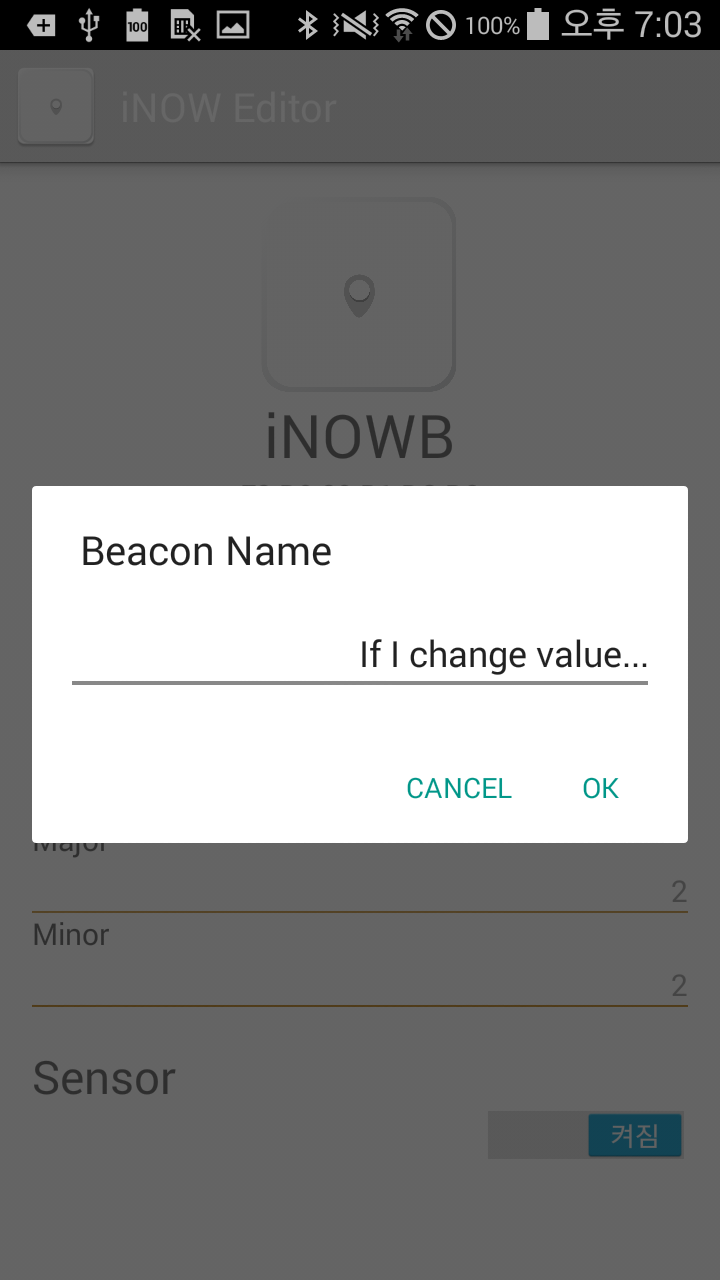 100
100%
오후 7:03
iNOW Editor
iNOWB
Beacon Name
If I change value...
CANCEL
OK
Major
2
Minor
2
Sensor
켜짐